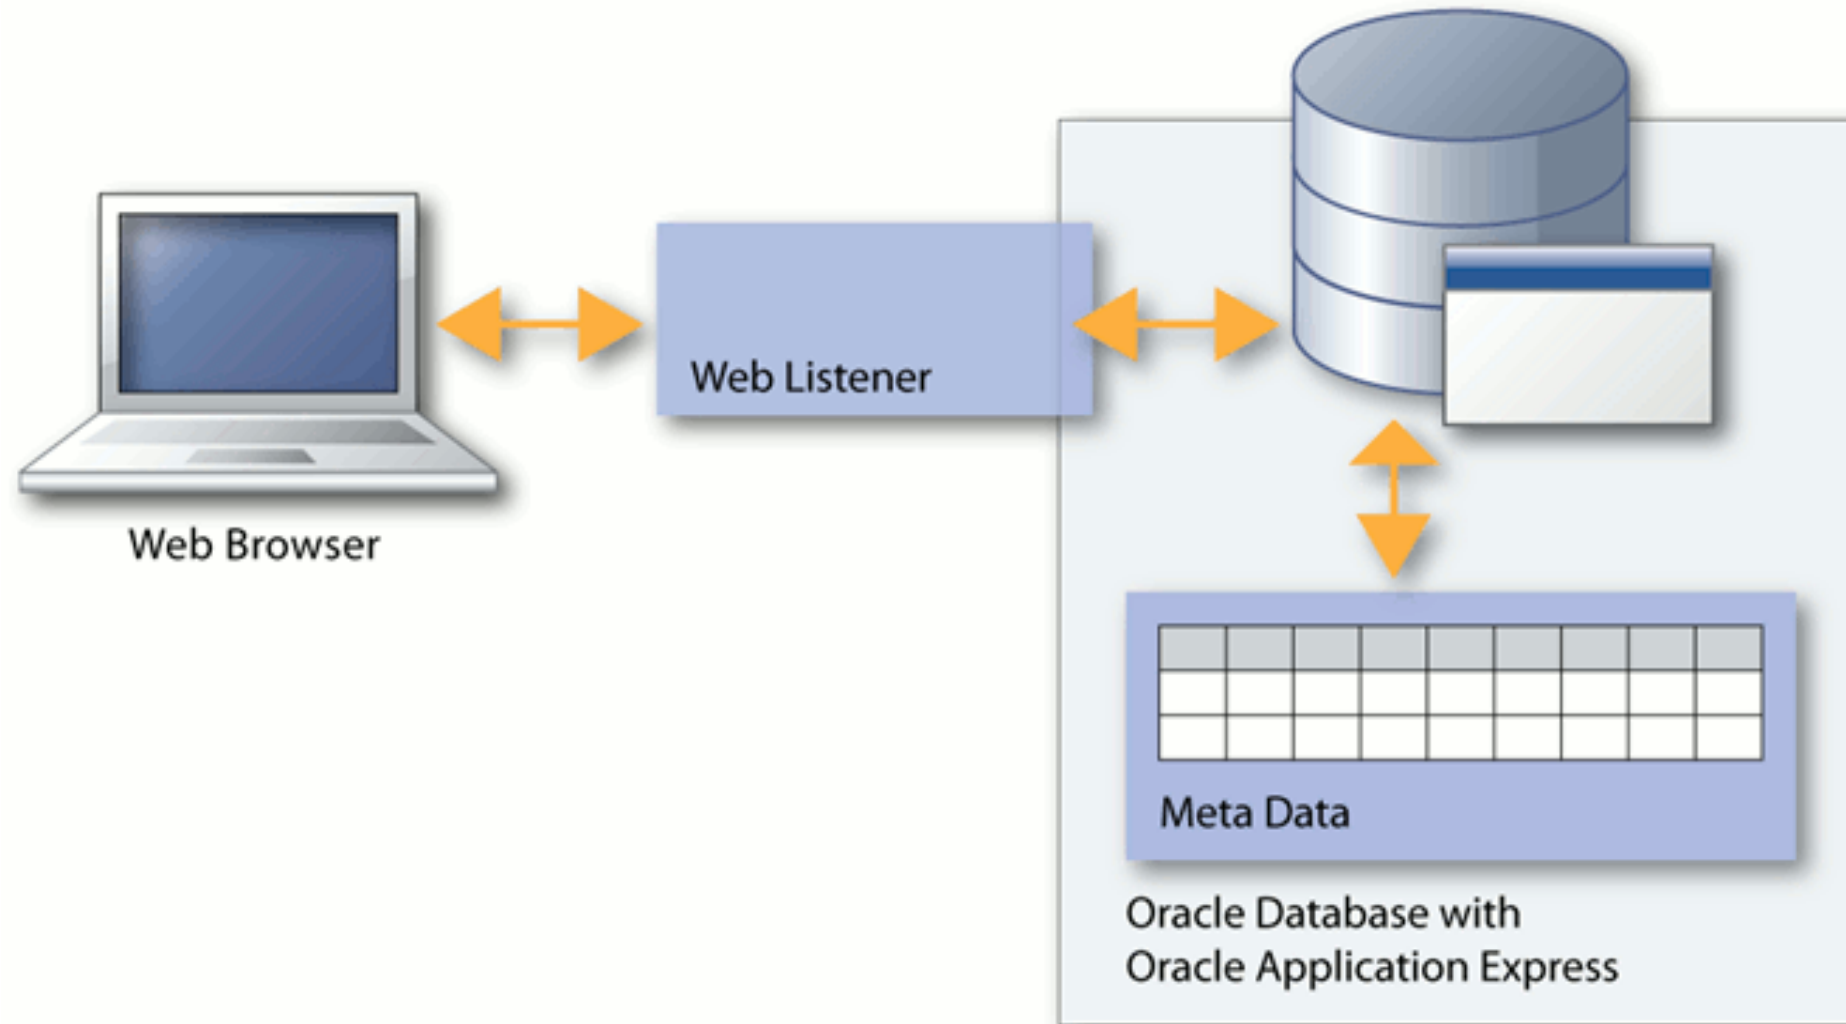 Web Browser
Web Listener
Meta Data
Oracle Database with
Oracle Application Express